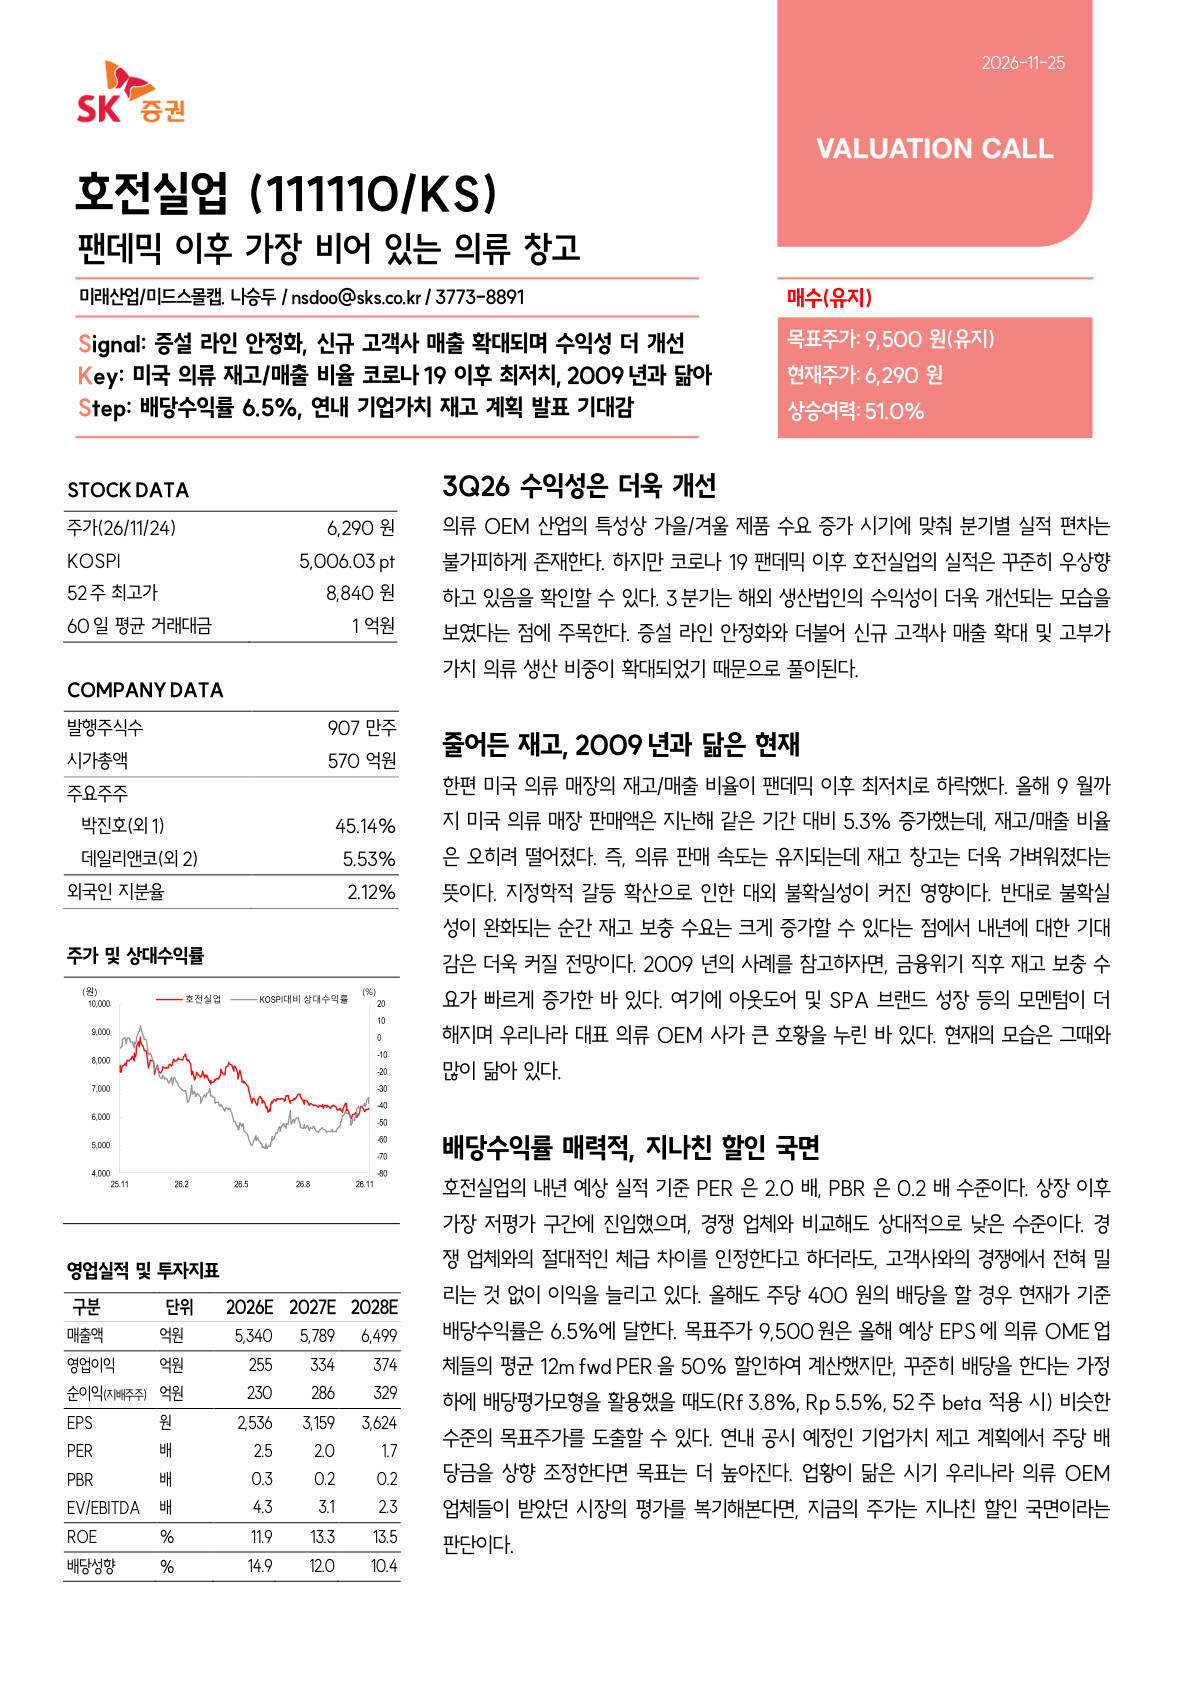 2026-11-25
SK증권
VALUATION CALL
호전실업 (111110/KS)
팬데믹 이후 가장 비어 있는 의류 창고
미래산업/미드스몰캡. 나승두 / nsdoo@sks.co.kr / 3773-8891
Signal: 증설 라인 안정화, 신규 고객사 매출 확대되며 수익성 더 개선
Key: 미국 의류 재고/매출 비율 코로나 19 이후 최저치, 2009 년과 닮아
Step: 배당수익률 6.5%, 연내 기업가치 재고 계획 발표 기대감
매수(유지)
목표주가: 9,500 원(유지)
현재주가: 6,290 원
상승여력: 51.0%
STOCK DATA
주가(26/11/24) 6,290 원
KOSPI 5,006.03 pt
52 주 최고가 8,840 원
60 일 평균 거래대금 1 억원
COMPANY DATA
발행주식수 907 만주
시가총액 570 억원
주요주주
박진호(외 1) 45.14%
데일리앤코(외 2) 5.53%
외국인 지분율 2.12%
주가 및 상대수익률
(원) 호전실업 KOSPI대비 상대수익률 (%)
10,000 20
10
9,000 0
8,000 -10
-20
7,000 -30
-40
6,000 -50
5,000 -60
-70
4,000 -80
25.11 26.2 26.5 26.8 26.11
영업실적 및 투자지표
구분 단위 2026E 2027E 2028E
매출액 억원 5,340 5,789 6,499
영업이익 억원 255 334 374
순이익(지배주주) 억원 230 286 329
EPS 원 2,536 3,159 3,624
PER 배 2.5 2.0 1.7
PBR 배 0.3 0.2 0.2
EV/EBITDA 배 4.3 3.1 2.3
ROE % 11.9 13.3 13.5
배당성향 % 14.9 12.0 10.4
3Q26 수익성은 더욱 개선
의류 OEM 산업의 특성상 가을/겨울 제품 수요 증가 시기에 맞춰 분기별 실적 편차는
불가피하게 존재한다. 하지만 코로나 19 팬데믹 이후 호전실업의 실적은 꾸준히 우상향
하고 있음을 확인할 수 있다. 3 분기는 해외 생산법인의 수익성이 더욱 개선되는 모습을
보였다는 점에 주목한다. 증설 라인 안정화와 더불어 신규 고객사 매출 확대 및 고부가
가치 의류 생산 비중이 확대되었기 때문으로 풀이된다.
줄어든 재고, 2009 년과 닮은 현재
한편 미국 의류 매장의 재고/매출 비율이 팬데믹 이후 최저치로 하락했다. 올해 9 월까
지 미국 의류 매장 판매액은 지난해 같은 기간 대비 5.3% 증가했는데, 재고/매출 비율
은 오히려 떨어졌다. 즉, 의류 판매 속도는 유지되는데 재고 창고는 더욱 가벼워졌다는
뜻이다. 지정학적 갈등 확산으로 인한 대외 불확실성이 커진 영향이다. 반대로 불확실
성이 완화되는 순간 재고 보충 수요는 크게 증가할 수 있다는 점에서 내년에 대한 기대
감은 더욱 커질 전망이다. 2009 년의 사례를 참고하자면, 금융위기 직후 재고 보충 수
요가 빠르게 증가한 바 있다. 여기에 아웃도어 및 SPA 브랜드 성장 등의 모멘텀이 더
해지며 우리나라 대표 의류 OEM 사가 큰 호황을 누린 바 있다. 현재의 모습은 그때와
많이 닮아 있다.
배당수익률 매력적, 지나친 할인 국면
호전실업의 내년 예상 실적 기준 PER 은 2.0 배, PBR 은 0.2 배 수준이다. 상장 이후
가장 저평가 구간에 진입했으며, 경쟁 업체와 비교해도 상대적으로 낮은 수준이다. 경
쟁 업체와의 절대적인 체급 차이를 인정한다고 하더라도, 고객사와의 경쟁에서 전혀 밀
리는 것 없이 이익을 늘리고 있다. 올해도 주당 400 원의 배당을 할 경우 현재가 기준
배당수익률은 6.5%에 달한다. 목표주가 9,500 원은 올해 예상 EPS 에 의류 OME 업
체들의 평균 12m fwd PER 을 50% 할인하여 계산했지만, 꾸준히 배당을 한다는 가정
하에 배당평가모형을 활용했을 때도(Rf 3.8%, Rp 5.5%, 52 주 beta 적용 시) 비슷한
수준의 목표주가를 도출할 수 있다. 연내 공시 예정인 기업가치 제고 계획에서 주당 배
당금을 상향 조정한다면 목표는 더 높아진다. 업황이 닮은 시기 우리나라 의류 OEM
업체들이 받았던 시장의 평가를 복기해본다면, 지금의 주가는 지나친 할인 국면이라는
판단이다.